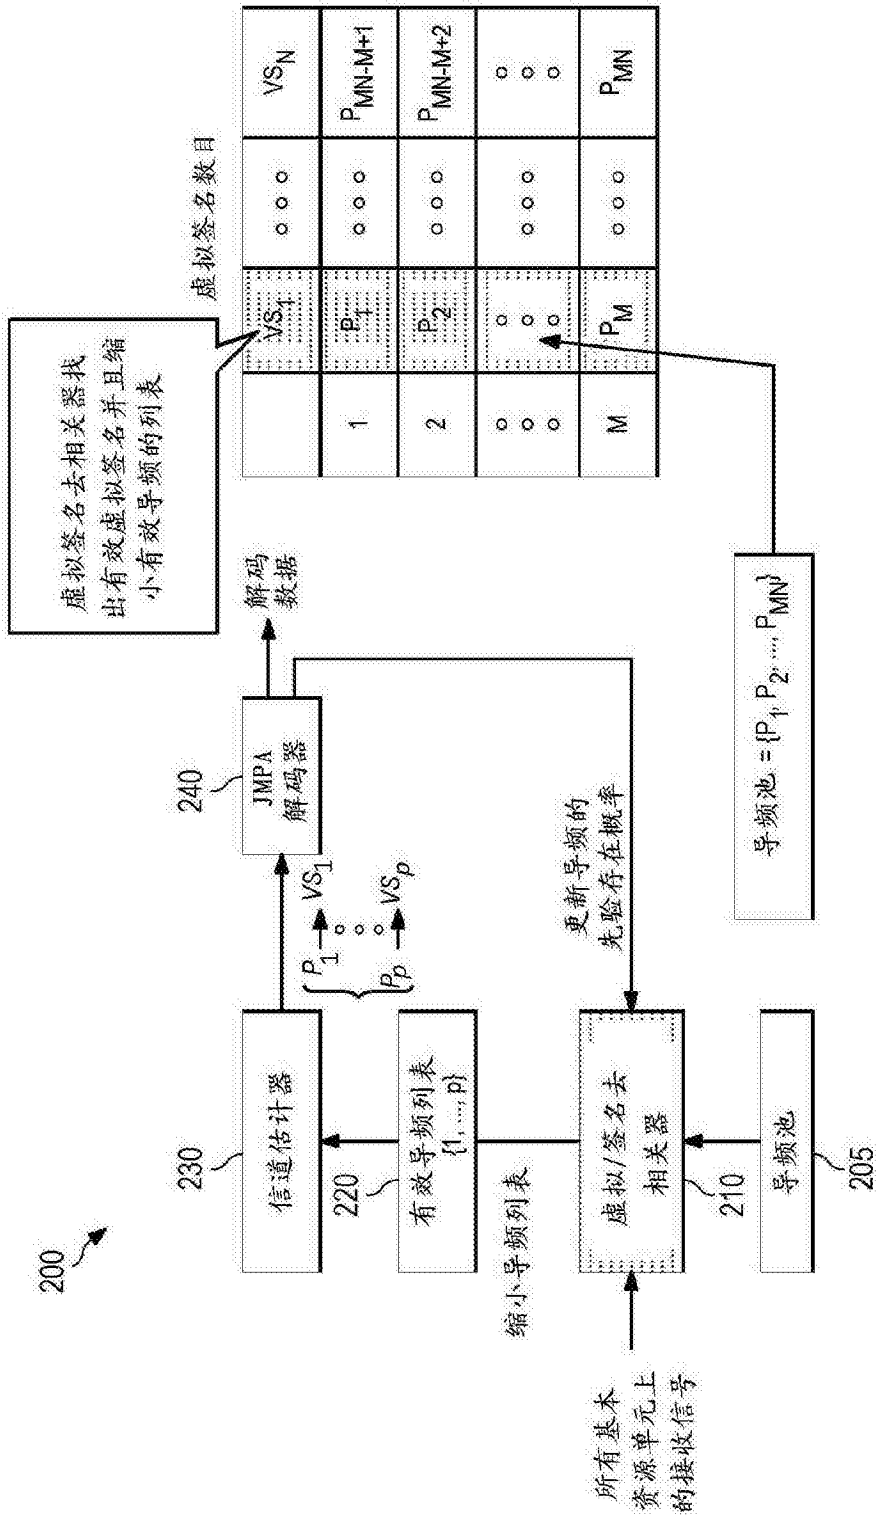 200
所有基本
资源单元上
的接收信号
230
信道估计器
220
有效导频列表
{1, ..., p}
缩小导频列表
虚拟/签名去
相关器
210
导频池
205
P1 → VS1
Pp → VSp
240
JMPA
解码器
解码
数据
更新导频的
先验存在概率
虚拟签名去相关器找
出有效虚拟签名并且缩
小有效导频的列表
虚拟签名数目
VS1 ○○○ VSN
1 P1 ○○○ PMN-M+1
2 P2 ○○○ PMN-M+2
○○○ ○○○ ○○○ ○○○
M PM ○○○ PMN
导频池 = {P1, P2, ..., PMN}